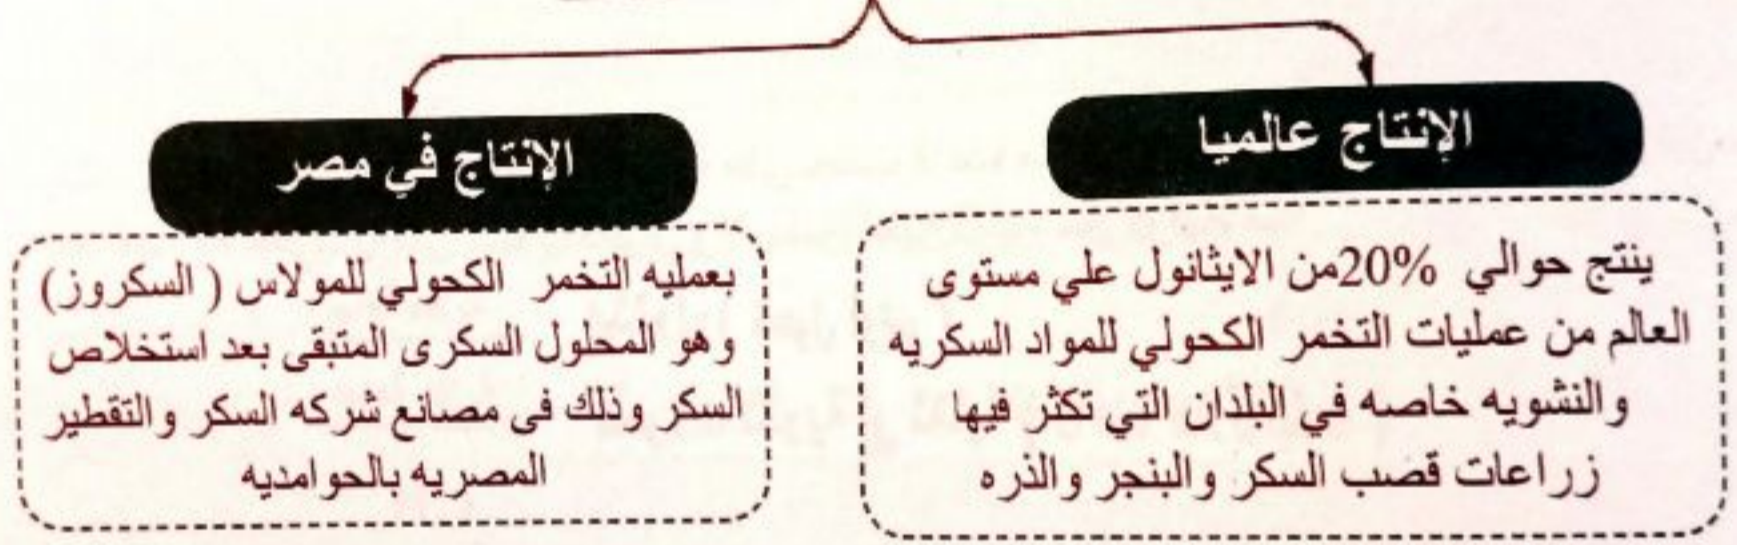 الإنتاج عالميا
ينتج حوالي 20%من الايثانول علي مستوى
العالم من عمليات التخمر الكحولي للمواد السكريه
والنشويه خاصه في البلدان التي تكثر فيها
زراعات قصب السكر والبنجر والذره
الإنتاج في مصر
بعمليه التخمر الكحولي للمولاس ( السكروز)
وهو المحلول السكرى المتبقى بعد استخلاص
السكر وذلك فى مصانع شركه السكر والتقطير
المصريه بالحوامديه